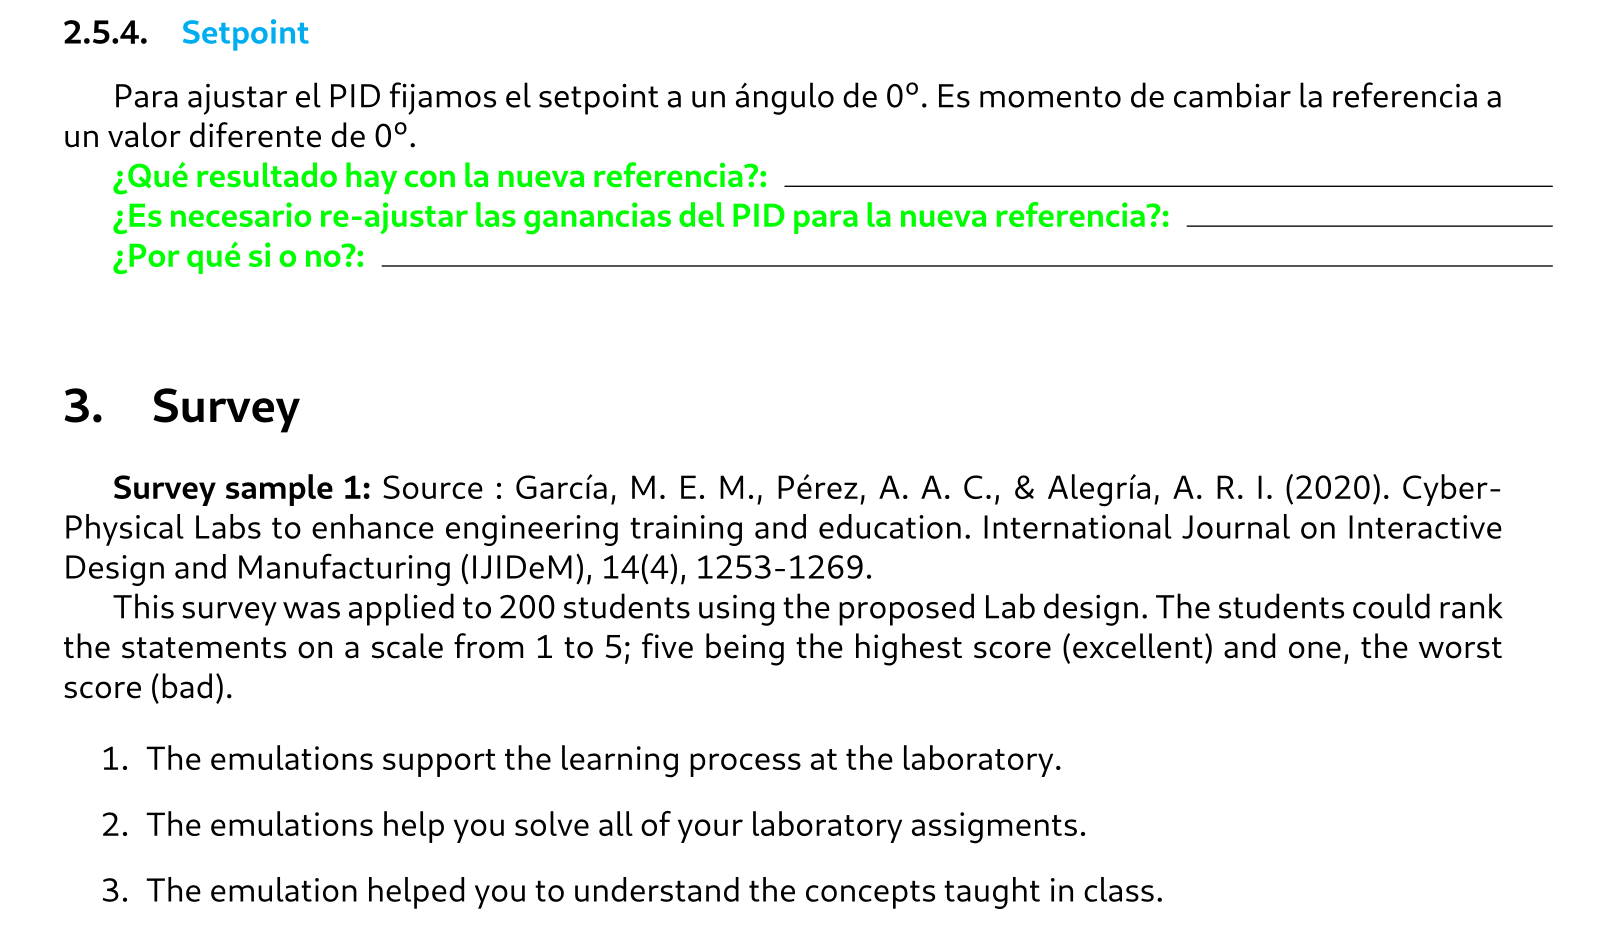 2.5.4. Setpoint
Para ajustar el PID fijamos el setpoint a un ángulo de 0º. Es momento de cambiar la referencia a
un valor diferente de 0º.
¿Qué resultado hay con la nueva referencia?:
¿Es necesario re-ajustar las ganancias del PID para la nueva referencia?:
¿Por qué si o no?:
3. Survey
Survey sample 1: Source : García, M. E. M., Pérez, A. A. C., & Alegría, A. R. I. (2020). Cyber-
Physical Labs to enhance engineering training and education. International Journal on Interactive
Design and Manufacturing (IJIDeM), 14(4), 1253-1269.
This survey was applied to 200 students using the proposed Lab design. The students could rank
the statements on a scale from 1 to 5; five being the highest score (excellent) and one, the worst
score (bad).
1. The emulations support the learning process at the laboratory.
2. The emulations help you solve all of your laboratory assigments.
3. The emulation helped you to understand the concepts taught in class.